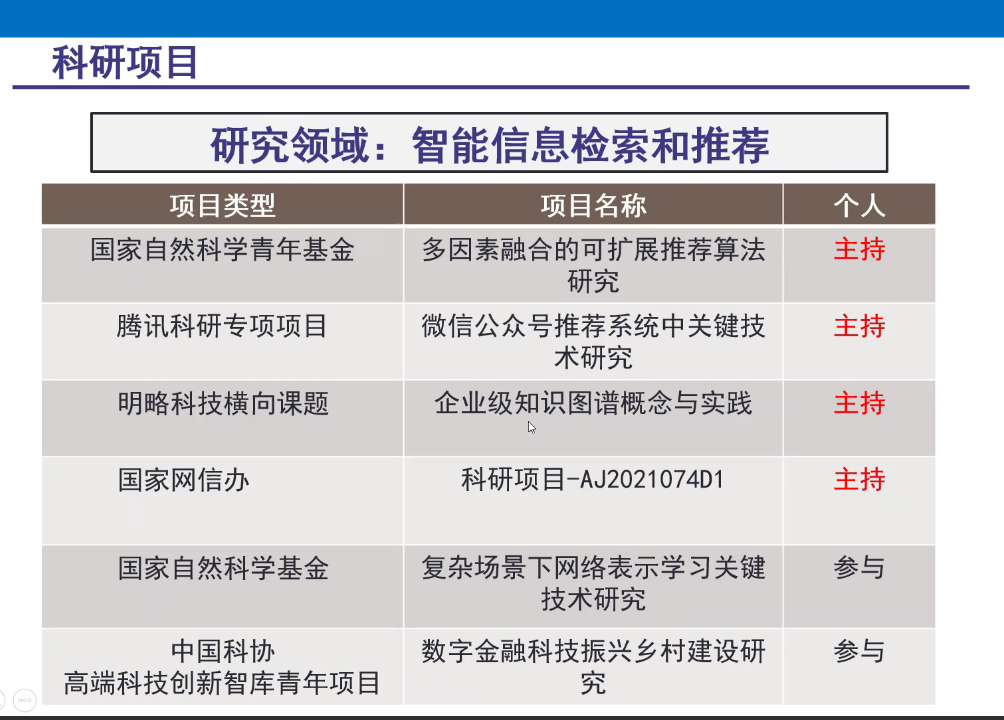 科研项目
研究领域：智能信息检索和推荐
项目类型 项目名称 个人
国家自然科学青年基金 多因素融合的可扩展推荐算法 主持
研究
腾讯科研专项项目 微信公众号推荐系统中关键技 主持
术研究
明略科技横向课题 企业级知识图谱概念与实践 主持
国家网信办 科研项目-AJ2021074D1 主持
国家自然科学基金 复杂场景下网络表示学习关键 参与
技术研究
中国科协 数字金融科技振兴乡村建设研 参与
高端科技创新智库青年项目 究